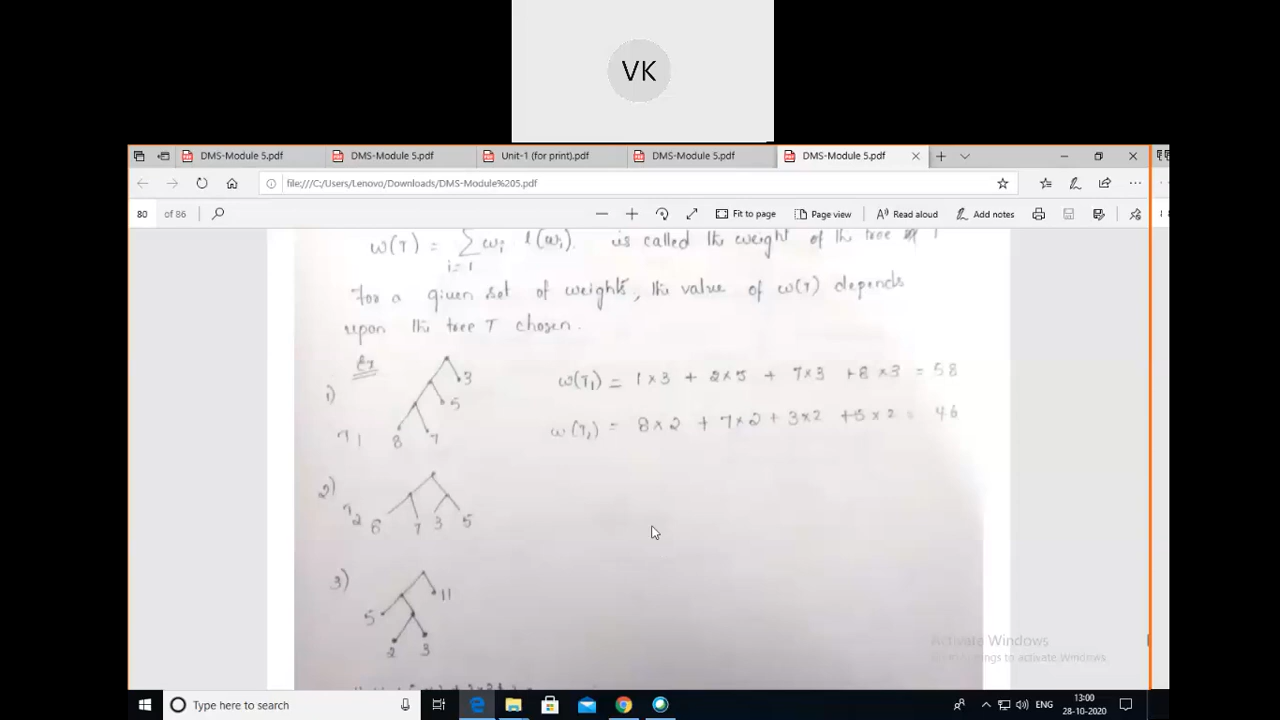 VK
DMS-Module 5.pdf DMS-Module 5.pdf Unit-1 (for print).pdf DMS-Module 5.pdf DMS-Module 5.pdf
file:///C:/Users/Lenovo/Downloads/DMS-Module%205.pdf
80 of 86 Fit to page Page view Read aloud Add notes
w(T) = Σ wi l(wi). is called the weight of the tree T
i=1
For a given set of weights, the value of w(T) depends
upon the tree T chosen.
Ex
1) 3
w(T1) = 1×3 + 2×5 + 7×3 + 8×3 = 58
5
T1 8 7
w(T1) = 8×2 + 7×2 + 3×2 + 5×2 = 46
2)
T2 6 7 3 5
3)
11
5
2 3
Activate Windows
Type here to search
ENG
13:00
28-10-2020